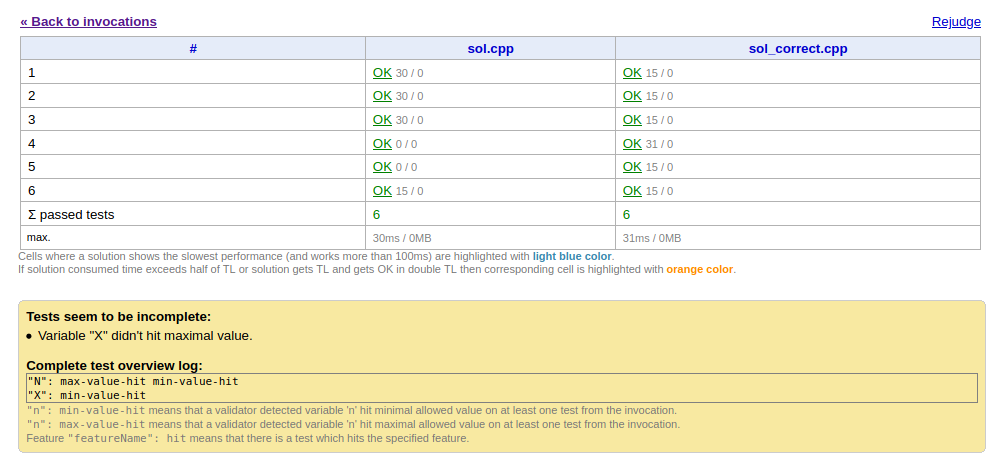 « Back to invocations Rejudge
# sol.cpp sol_correct.cpp
1 OK 30 / 0 OK 15 / 0
2 OK 30 / 0 OK 15 / 0
3 OK 30 / 0 OK 15 / 0
4 OK 0 / 0 OK 31 / 0
5 OK 0 / 0 OK 15 / 0
6 OK 15 / 0 OK 15 / 0
Σ passed tests 6 6
max. 30ms / 0MB 31ms / 0MB
Cells where a solution shows the slowest performance (and works more than 100ms) are highlighted with light blue color.
If solution consumed time exceeds half of TL or solution gets TL and gets OK in double TL then corresponding cell is highlighted with orange color.
Tests seem to be incomplete:
• Variable "X" didn't hit maximal value.
Complete test overview log:
"N": max-value-hit min-value-hit
"X": min-value-hit
"n": min-value-hit means that a validator detected variable 'n' hit minimal allowed value on at least one test from the invocation.
"n": max-value-hit means that a validator detected variable 'n' hit maximal allowed value on at least one test from the invocation.
Feature "featureName": hit means that there is a test which hits the specified feature.